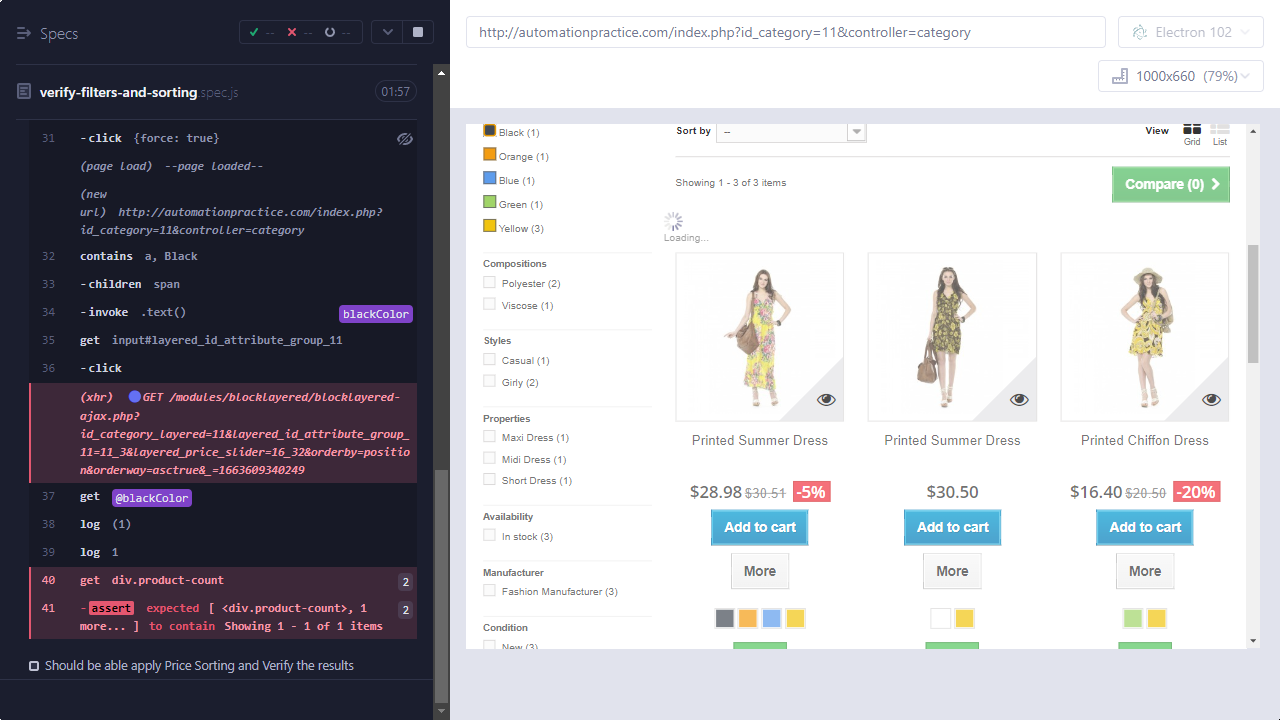 Specs
--
--
--
verify-filters-and-sorting.spec.js
01:57
31 -click {force: true}
(page load) --page loaded--
(new
url) http://automationpractice.com/index.php?
id_category=11&controller=category
32 contains a, Black
33 -children span
34 -invoke .text() blackColor
35 get input#layered_id_attribute_group_11
36 -click
(xhr) GET /modules/blocklayered/blocklayered-
ajax.php?
id_category_layered=11&layered_id_attribute_group_
11=11_3&layered_price_slider=16_32&orderby=positio
n&orderway=asctrue&_=1663609340249
37 get @blackColor
38 log (1)
39 log 1
40 get div.product-count 2
41 -assert expected [ <div.product-count>, 1 2
more... ] to contain Showing 1 - 1 of 1 items
Should be able apply Price Sorting and Verify the results
http://automationpractice.com/index.php?id_category=11&controller=category
Electron 102
1000x660 (79%)
Black (1)
Orange (1)
Blue (1)
Green (1)
Yellow (3)
Compositions
Polyester (2)
Viscose (1)
Styles
Casual (1)
Girly (2)
Properties
Maxi Dress (1)
Midi Dress (1)
Short Dress (1)
Availability
In stock (3)
Manufacturer
Fashion Manufacturer (3)
Condition
New (3)
Sort by --
View
Grid
List
Showing 1 - 3 of 3 items
Compare (0)
Loading...
Printed Summer Dress
$28.98 $30.51 -5%
Add to cart
More
Printed Summer Dress
$30.50
Add to cart
More
Printed Chiffon Dress
$16.40 $20.50 -20%
Add to cart
More